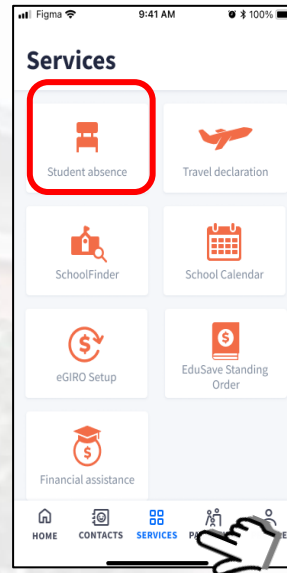 Figma 9:41 AM 100%
Services
Student absence
Travel declaration
SchoolFinder
School Calendar
$
$
eGIRO Setup
EduSave Standing
Order
$
Financial assistance
HOME CONTACTS SERVICES